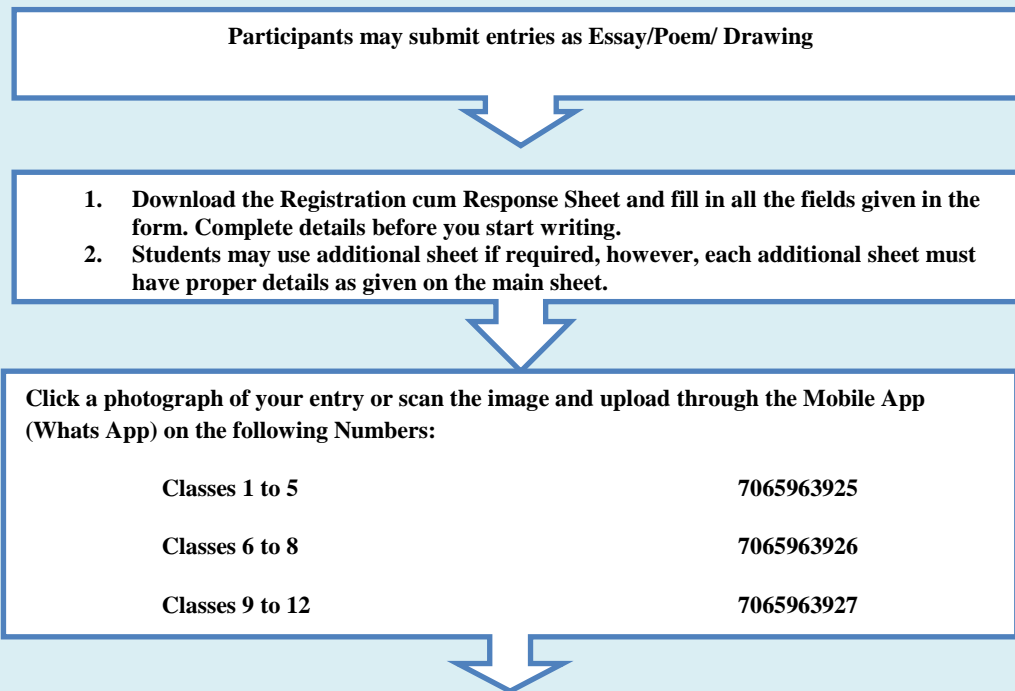 Participants may submit entries as Essay/Poem/ Drawing
1. Download the Registration cum Response Sheet and fill in all the fields given in the
form. Complete details before you start writing.
2. Students may use additional sheet if required, however, each additional sheet must
have proper details as given on the main sheet.
Click a photograph of your entry or scan the image and upload through the Mobile App
(Whats App) on the following Numbers:
Classes 1 to 5 7065963925
Classes 6 to 8 7065963926
Classes 9 to 12 7065963927